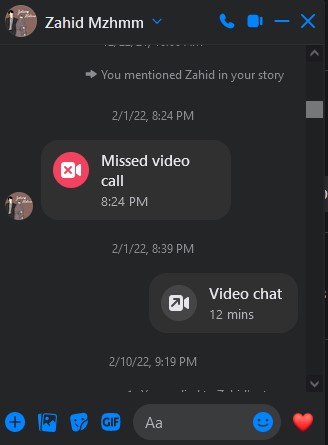 Zahid Mzhmm
You mentioned Zahid in your story
2/1/22, 8:24 PM
Missed video
call
8:24 PM
2/1/22, 8:39 PM
Video chat
12 mins
2/10/22, 9:19 PM
GIF
Aa